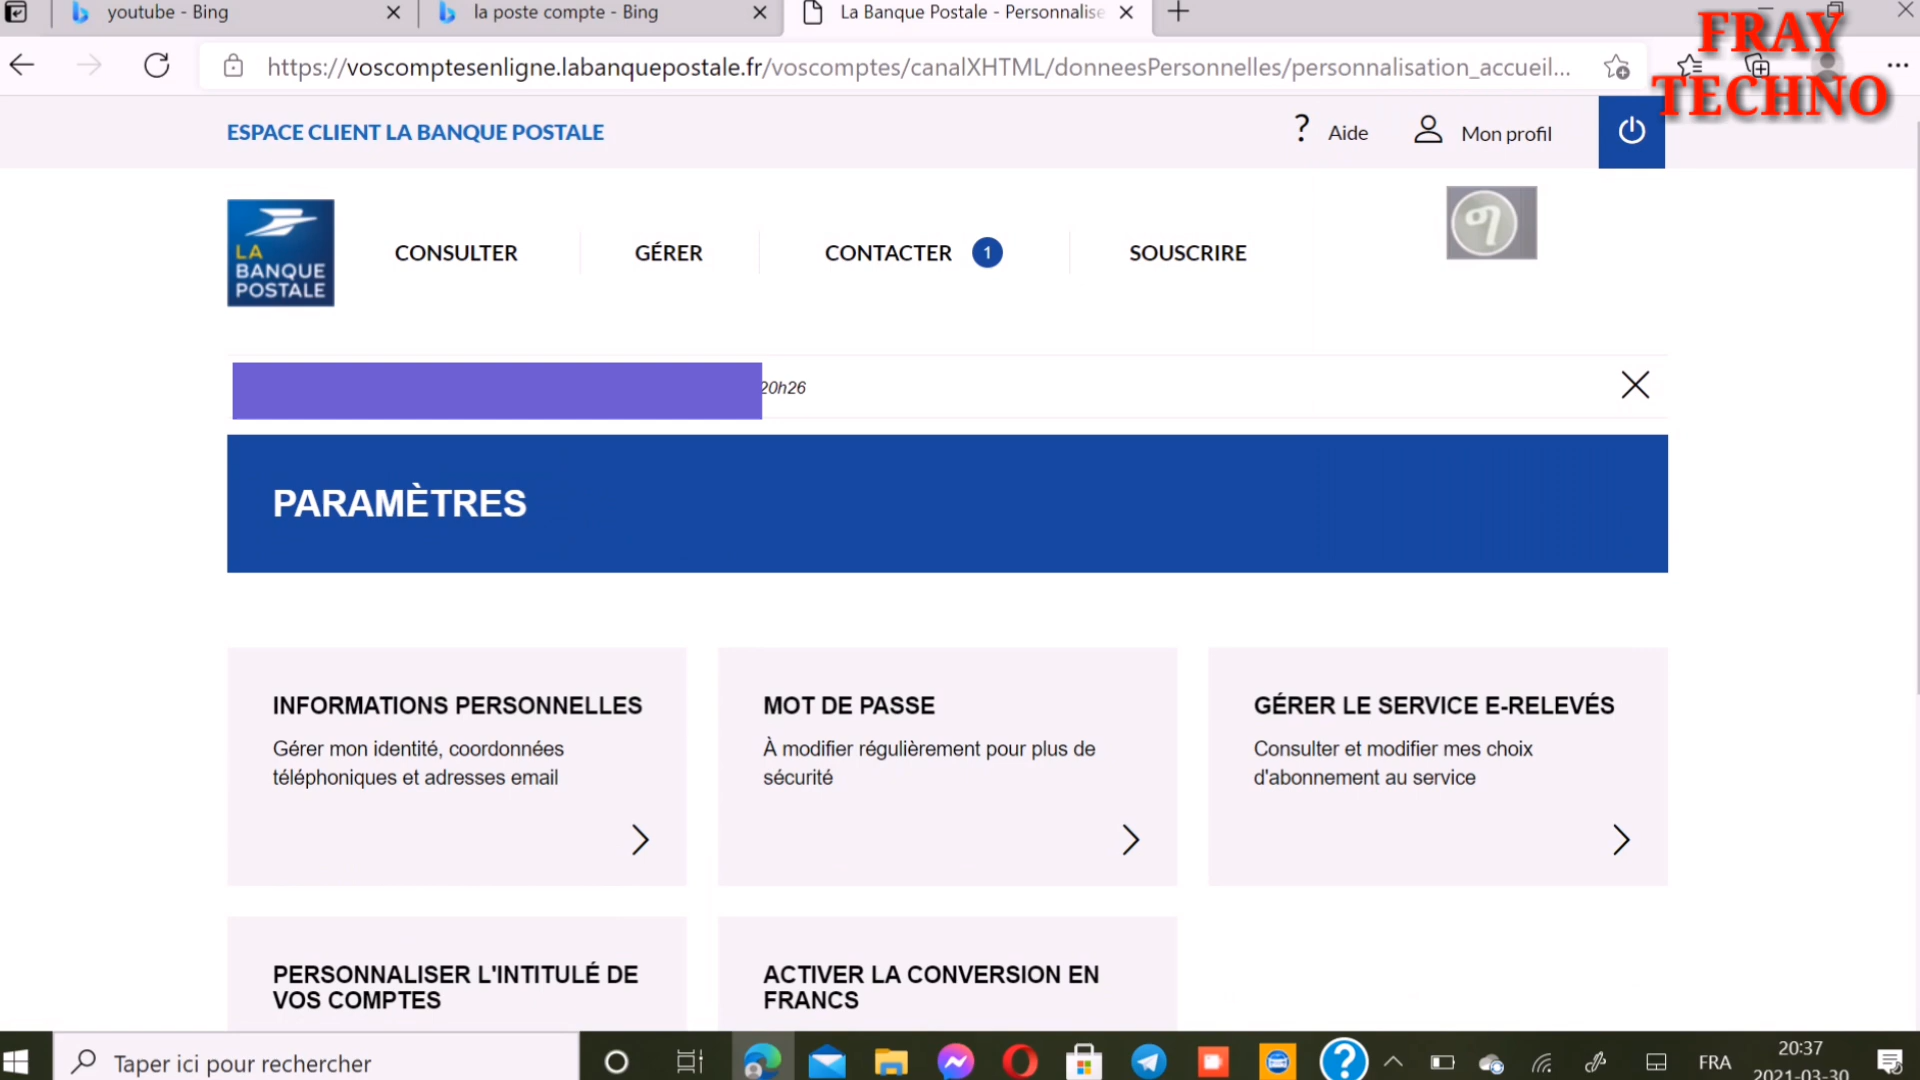 youtube - Bing
la poste compte - Bing
La Banque Postale - Personnalise
FRAY
TECHNO
https://voscomptesenligne.labanquepostale.fr/voscomptes/canalXHTML/donneesPersonnelles/personnalisation_accueil...
ESPACE CLIENT LA BANQUE POSTALE
? Aide
Mon profil
LA
BANQUE
POSTALE
CONSULTER
GÉRER
CONTACTER 1
SOUSCRIRE
20h26
PARAMÈTRES
INFORMATIONS PERSONNELLES
Gérer mon identité, coordonnées
téléphoniques et adresses email
MOT DE PASSE
À modifier régulièrement pour plus de
sécurité
GÉRER LE SERVICE E-RELEVÉS
Consulter et modifier mes choix
d'abonnement au service
PERSONNALISER L'INTITULÉ DE
VOS COMPTES
ACTIVER LA CONVERSION EN
FRANCS
Taper ici pour rechercher
FRA
20:37
2021-03-30